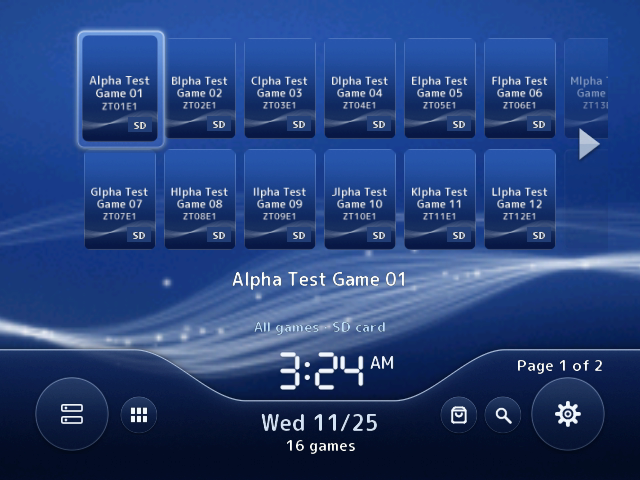 Alpha Test
Game 01
ZT01E1
SD
Blpha Test
Game 02
ZT02E1
SD
Clpha Test
Game 03
ZT03E1
SD
Dlpha Test
Game 04
ZT04E1
SD
Elpha Test
Game 05
ZT05E1
SD
Flpha Test
Game 06
ZT06E1
SD
Mlpha
Game
Glpha Test
Game 07
ZT07E1
SD
Hlpha Test
Game 08
ZT08E1
SD
Ilpha Test
Game 09
ZT09E1
SD
Jlpha Test
Game 10
ZT10E1
SD
Klpha Test
Game 11
ZT11E1
SD
Llpha Test
Game 12
ZT12E1
SD
Alpha Test Game 01
All games · SD card
3:24 AM
Page 1 of 2
Wed 11/25
16 games